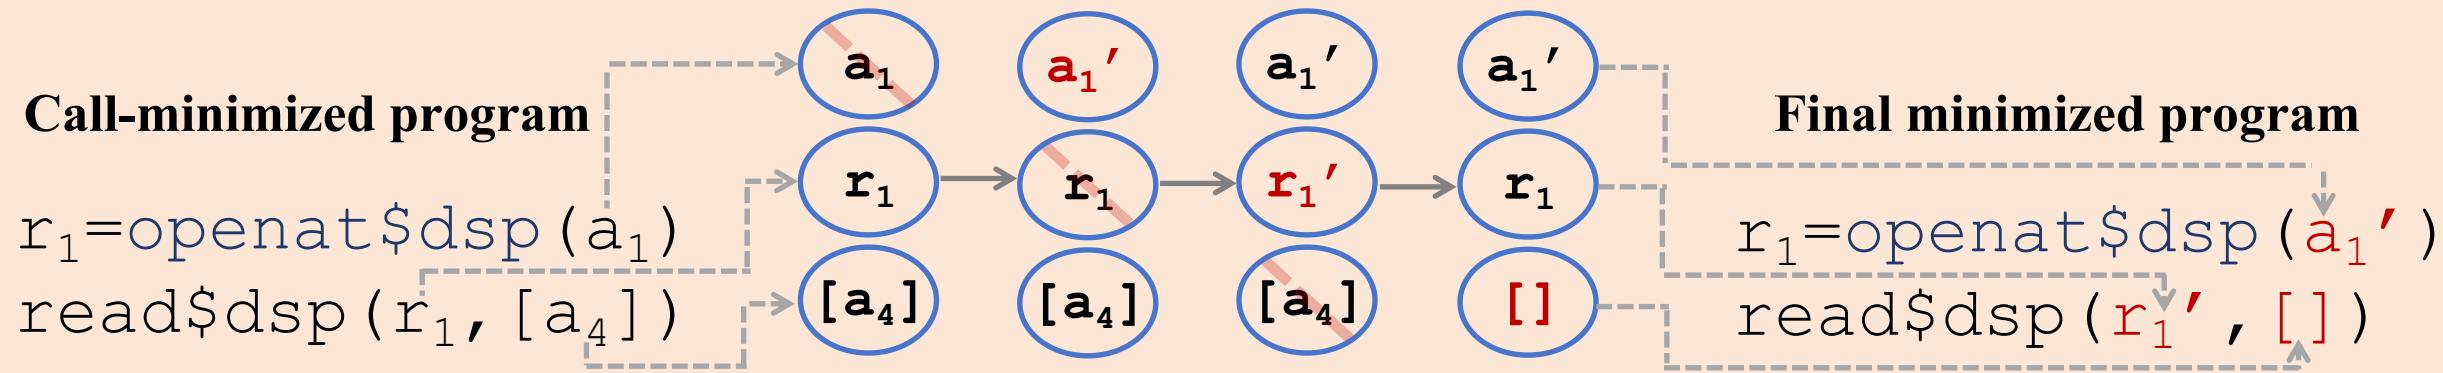 Call-minimized program
r₁=openat$dsp(a₁)
read$dsp(r₁,[a₄])
a₁
r₁
[a₄]
a₁′
r₁
[a₄]
a₁′
r₁′
[a₄]
a₁′
r₁
[]
Final minimized program
r₁=openat$dsp(a₁′)
read$dsp(r₁′,[])